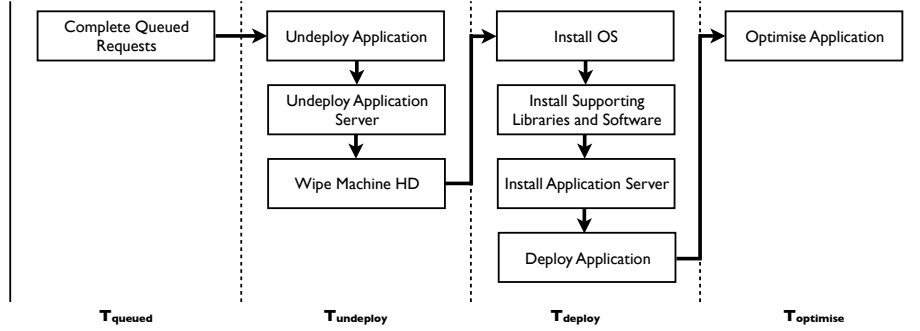 Complete Queued
Requests
Undeploy Application
Undeploy Application
Server
Wipe Machine HD
Install OS
Install Supporting
Libraries and Software
Install Application Server
Deploy Application
Optimise Application
Tqueued
Tundeploy
Tdeploy
Toptimise